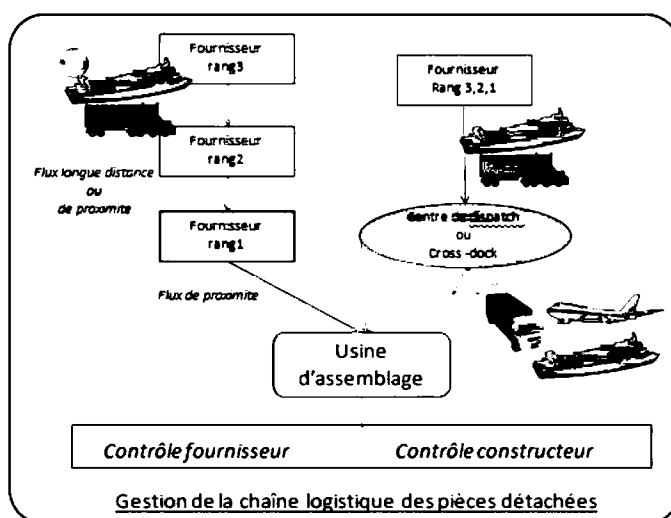 Fournisseur
rang3
Fournisseur
Rang 3,2,1
Fournisseur
rang2
Flux longue distance
ou
de proximite
Fournisseur
rang1
Centre de dispatch
ou
Cross-dock
Flux de proximite
Usine
d'assemblage
Contrôle fournisseur
Contrôle constructeur
Gestion de la chaîne logistique des pièces détachées